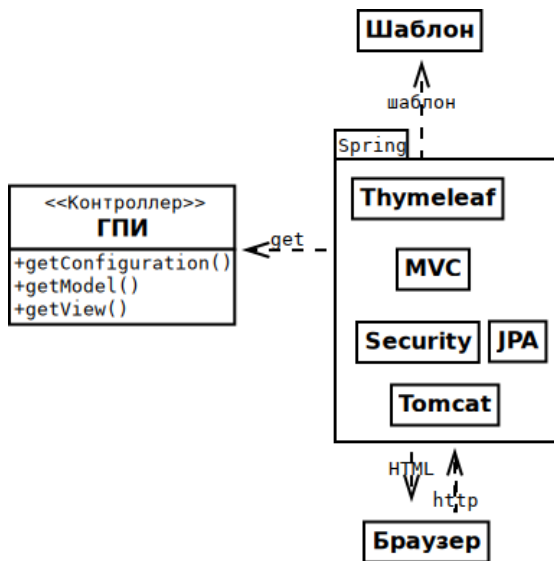 Шаблон
шаблон
Spring
Thymeleaf
<<Контроллер>>
ГПИ
+getConfiguration()
+getModel()
+getView()
get
MVC
Security
JPA
Tomcat
HTML
http
Браузер